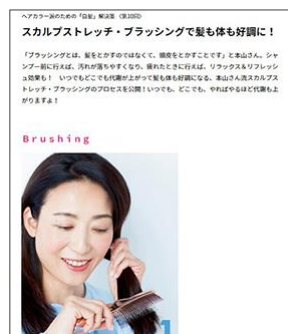 ヘアカラー派のための「白髪」解決策 (第10回)
スカルプストレッチ・ブラッシングで髪も体も好調に！
「ブラッシングとは、髪をとかすのではなくて、頭皮をとかすことです」と本山さん。シャ
ンプー前に行えば、汚れが落ちやすくなり、疲れたときに行えば、リラックス＆リフレッシ
ュ効果も！　いつでもどこでも代謝が上がって髪も体も好調になる、本山さん流スカルプス
トレッチ・ブラッシングのプロセスを公開！いつでも、どこでも、やればやるほど代謝も上
がりますよ！
Brushing
1